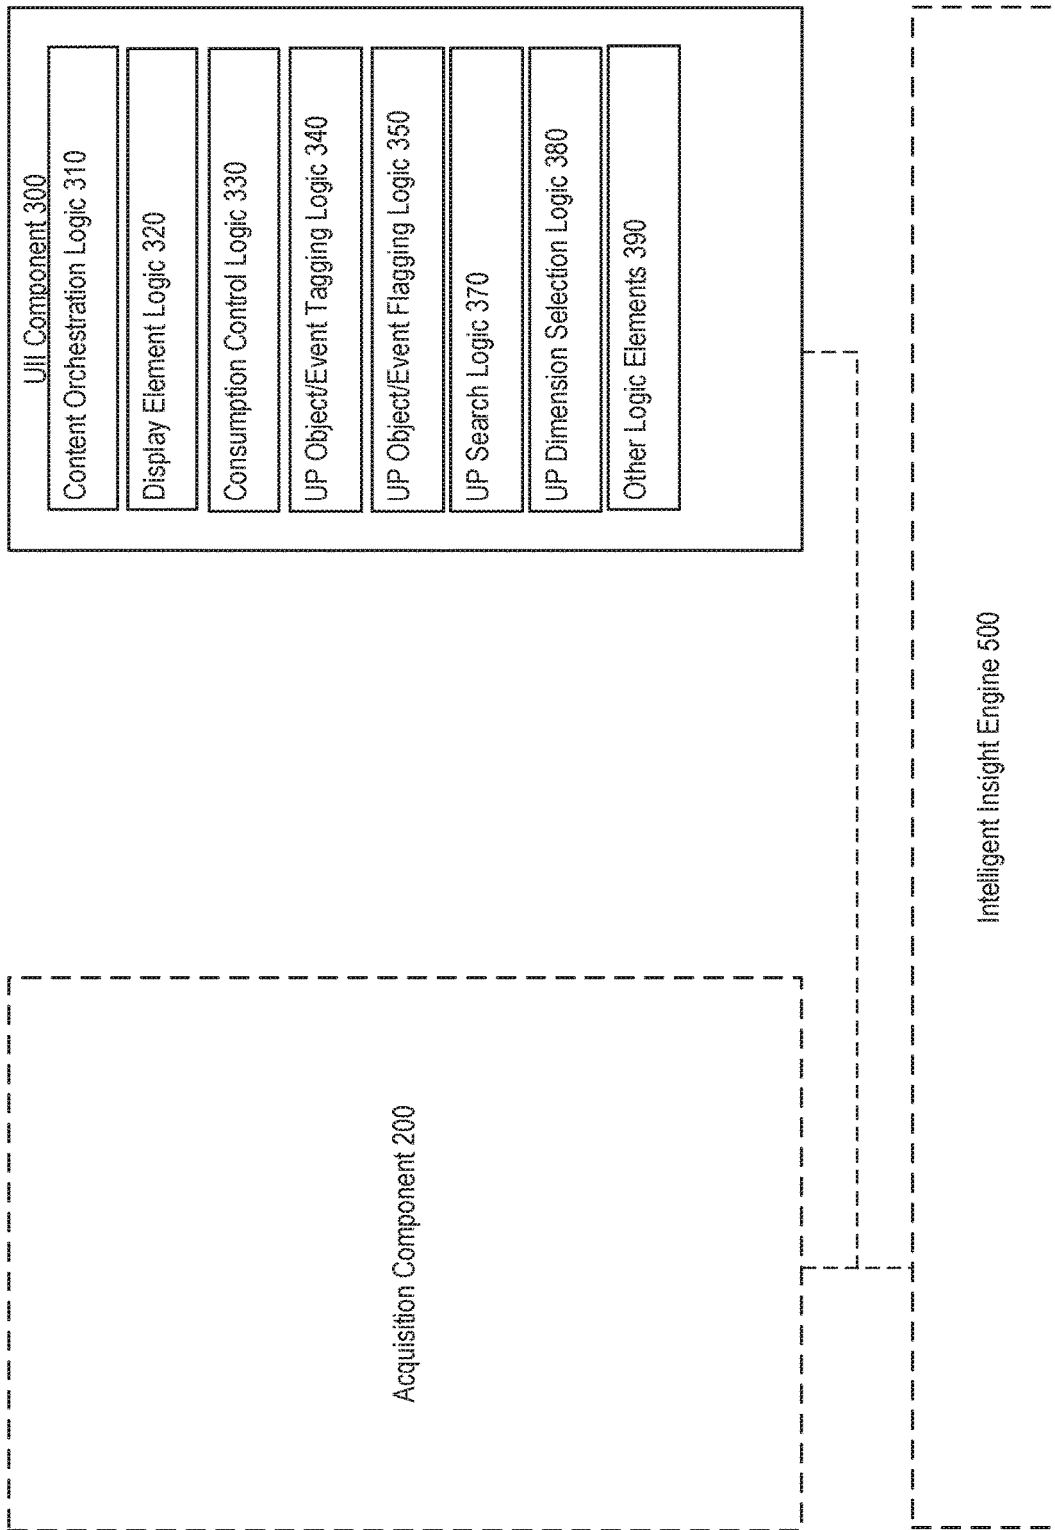 UII Component 300
Content Orchestration Logic 310
Display Element Logic 320
Consumption Control Logic 330
UP Object/Event Tagging Logic 340
UP Object/Event Flagging Logic 350
UP Search Logic 370
UP Dimension Selection Logic 380
Other Logic Elements 390
Acquisition Component 200
Intelligent Insight Engine 500